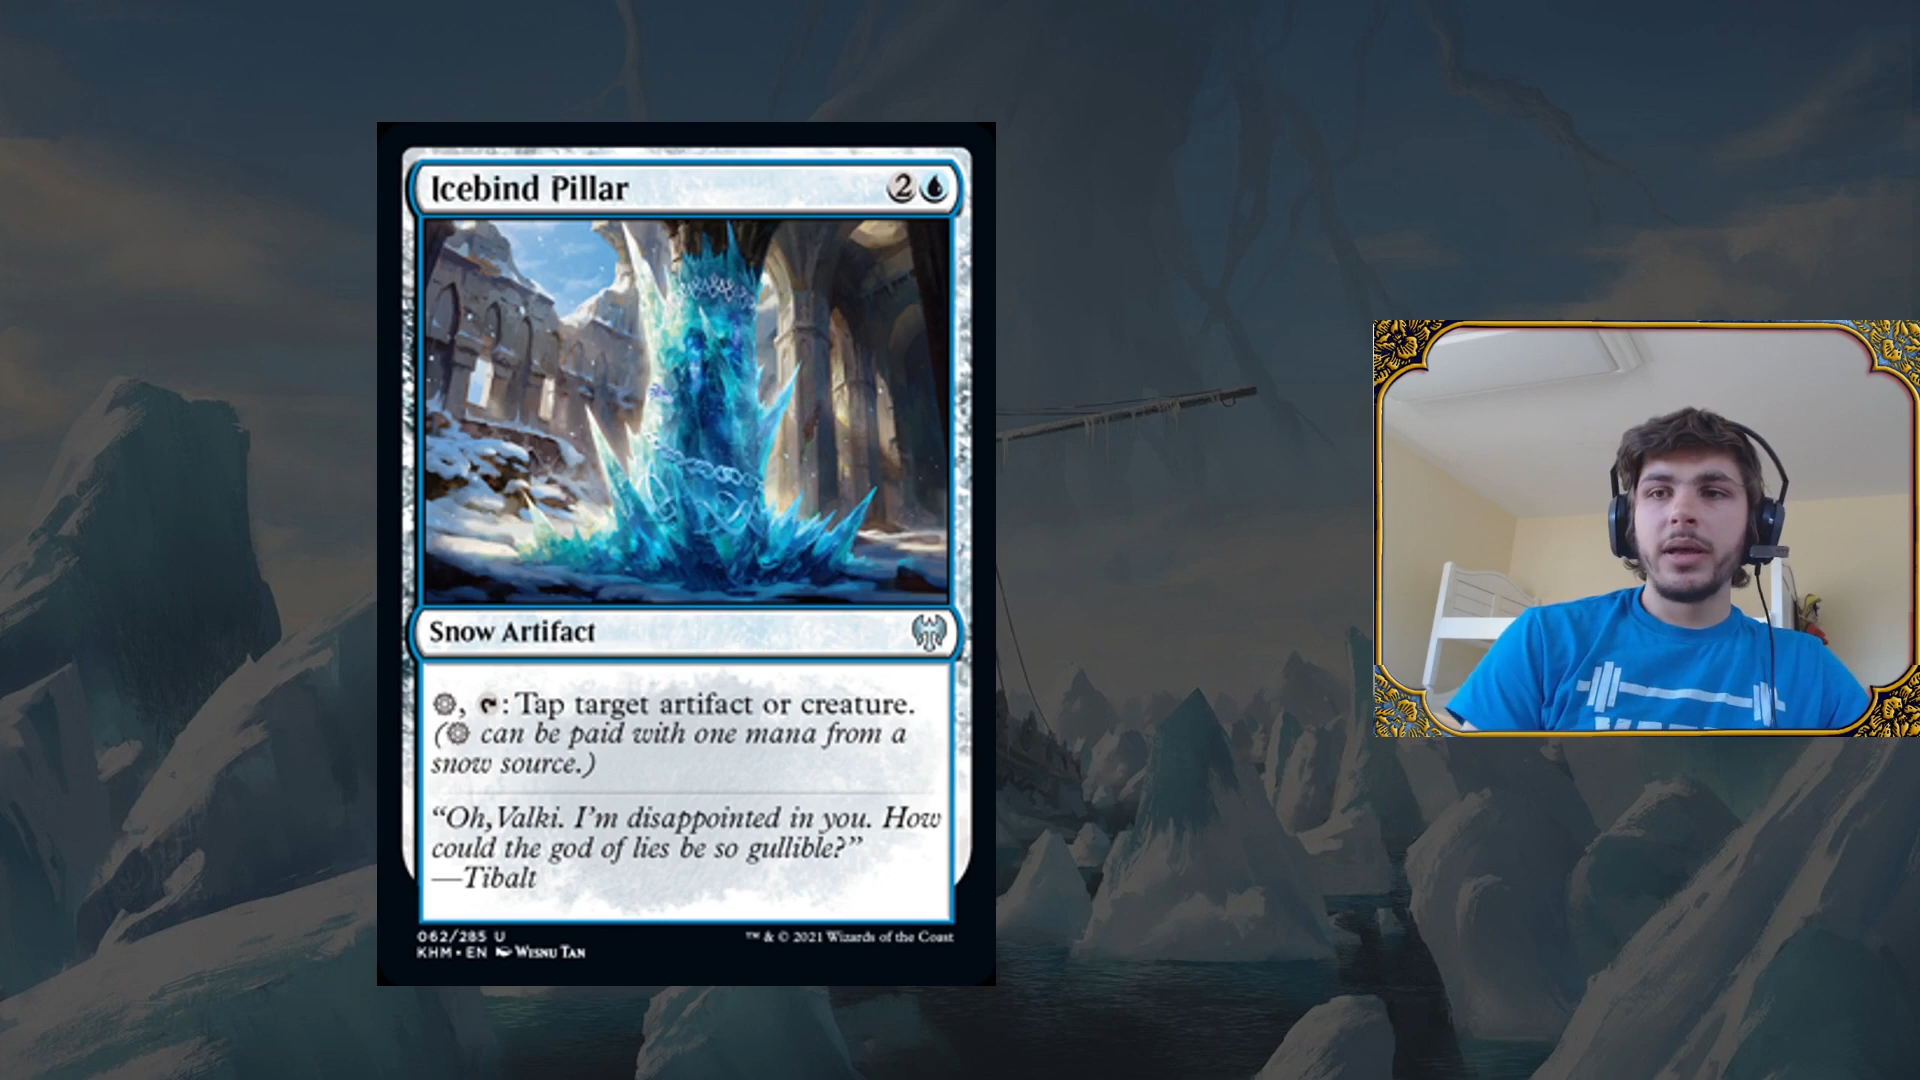 Icebind Pillar 2
Snow Artifact
, : Tap target artifact or creature.
( can be paid with one mana from a
snow source.)
“Oh, Valki. I’m disappointed in you. How
could the god of lies be so gullible?”
—Tibalt
062/285 U
KHM • EN Wisnu Tan
™ & © 2021 Wizards of the Coast